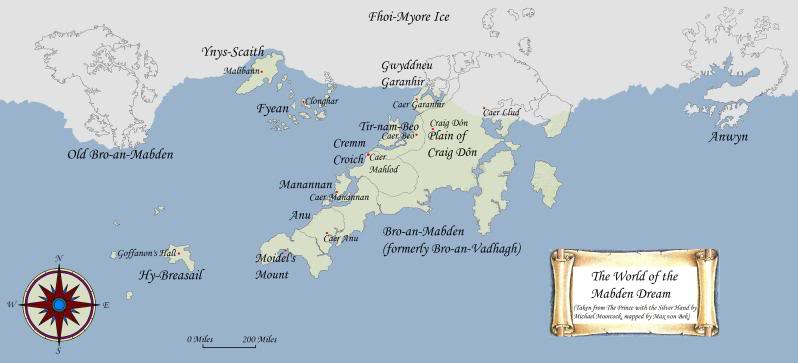 Fhoi-Myore Ice
Ynys-Scaith
Malibann
Gwyddneu
Garanhir
Clonghar
Fyean
Caer Garanhir
Caer Llud
Craig Dôn
Tir-nam-Beo
Caer Beo
Plain of
Craig Dôn
Anwyn
Old Bro-an-Mabden
Cremm
Croich
Caer
Mahlod
Manannan
Caer Manannan
Anu
Caer Anu
Bro-an-Mabden
(formerly Bro-an-Vadhagh)
Goffanon's Hall
Hy-Breasail
Moidel's
Mount
N
W
E
S
0 Miles
200 Miles
The World of the
Mabden Dream
(Taken from The Prince with the Silver Hand by
Michael Moorcock, mapped by Max von Bek)